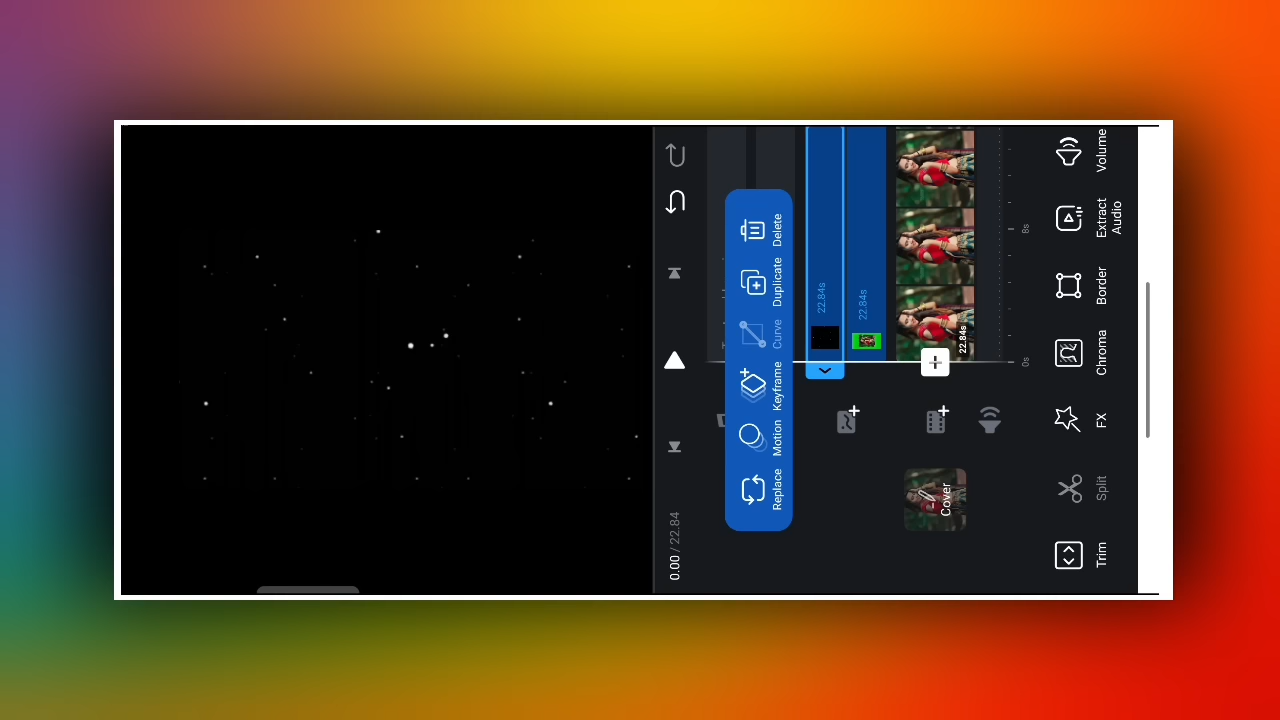 0.00 / 22.84
Replace
Motion
Keyframe
Curve
Duplicate
Delete
22.84s
22.84s
22.84s
Cover
0s
8s
Trim
Split
FX
Chroma
Border
Extract
Audio
Volume